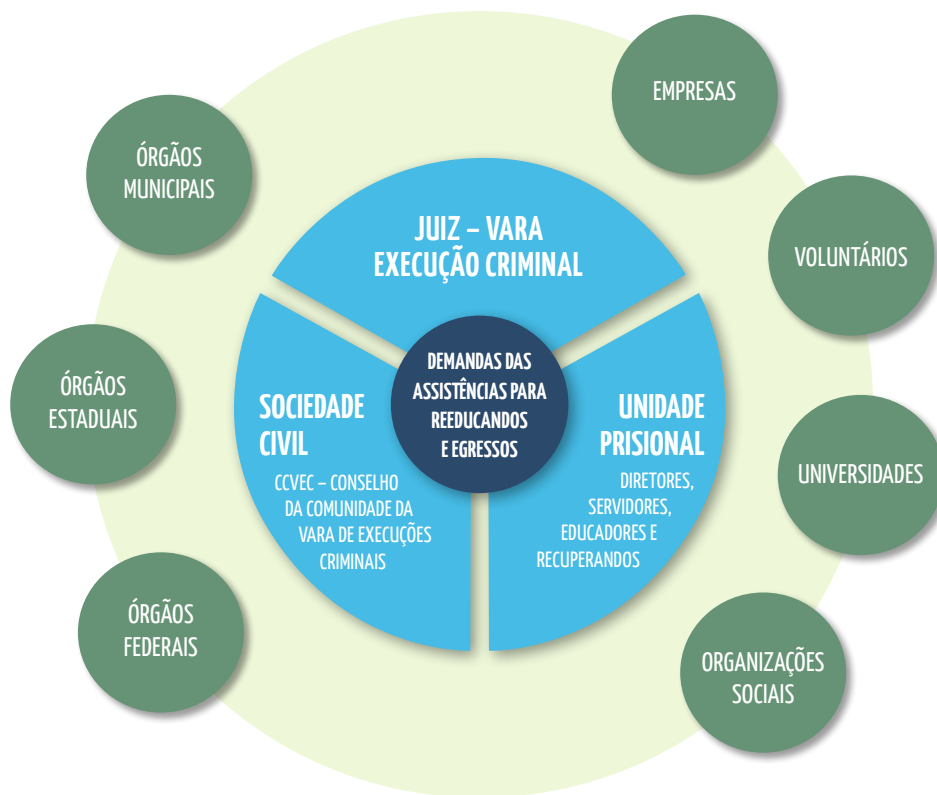 EMPRESAS
ÓRGÃOS
MUNICIPAIS
JUIZ – VARA
EXECUÇÃO CRIMINAL
VOLUNTÁRIOS
DEMANDAS DAS
ASSISTÊNCIAS PARA
REEDUCANDOS
E EGRESSOS
ÓRGÃOS
ESTADUAIS
SOCIEDADE
CIVIL
CCVEC – CONSELHO
DA COMUNIDADE DA
VARA DE EXECUÇÕES
CRIMINAIS
UNIDADE
PRISIONAL
DIRETORES,
SERVIDORES,
EDUCADORES E
RECUPERANDOS
UNIVERSIDADES
ÓRGÃOS
FEDERAIS
ORGANIZAÇÕES
SOCIAIS